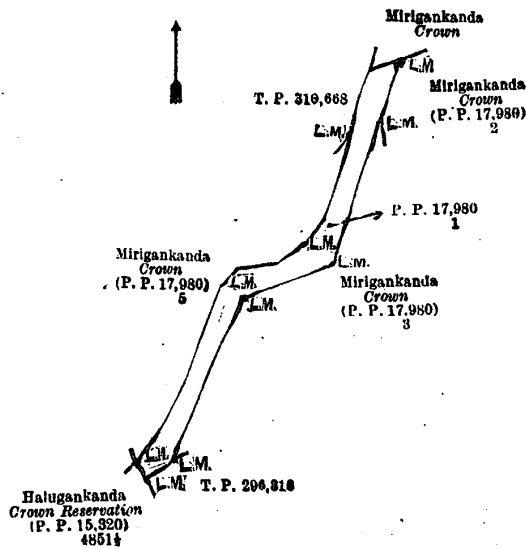 Mirigankanda
Crown
L.M.
T. P. 310,668
Mirigankanda
Crown
(P. P. 17,980)
2
L.M.
L.M.
P. P. 17,980
1
L.M.
L.M.
Mirigankanda
Crown
(P. P. 17,980)
5
L.M.
L.M.
Mirigankanda
Crown
(P. P. 17,980)
3
L.M.
L.M.
L.M.
T. P. 296,318
Halugankanda
Crown Reservation
(P. P. 15,320)
4851½